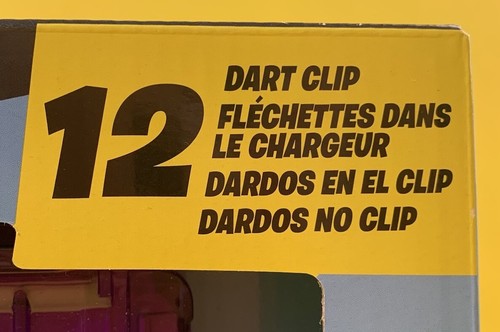 12
DART CLIP
FLÉCHETTES DANS
LE CHARGEUR
DARDOS EN EL CLIP
DARDOS NO CLIP